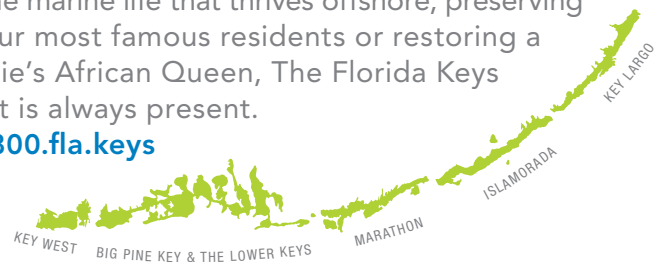 e marine life that thrives offshore, preserving
ur most famous residents or restoring a
ie's African Queen, The Florida Keys
t is always present.
800.fla.keys
KEY LARGO
ISLAMORADA
MARATHON
KEY WEST
BIG PINE KEY & THE LOWER KEYS